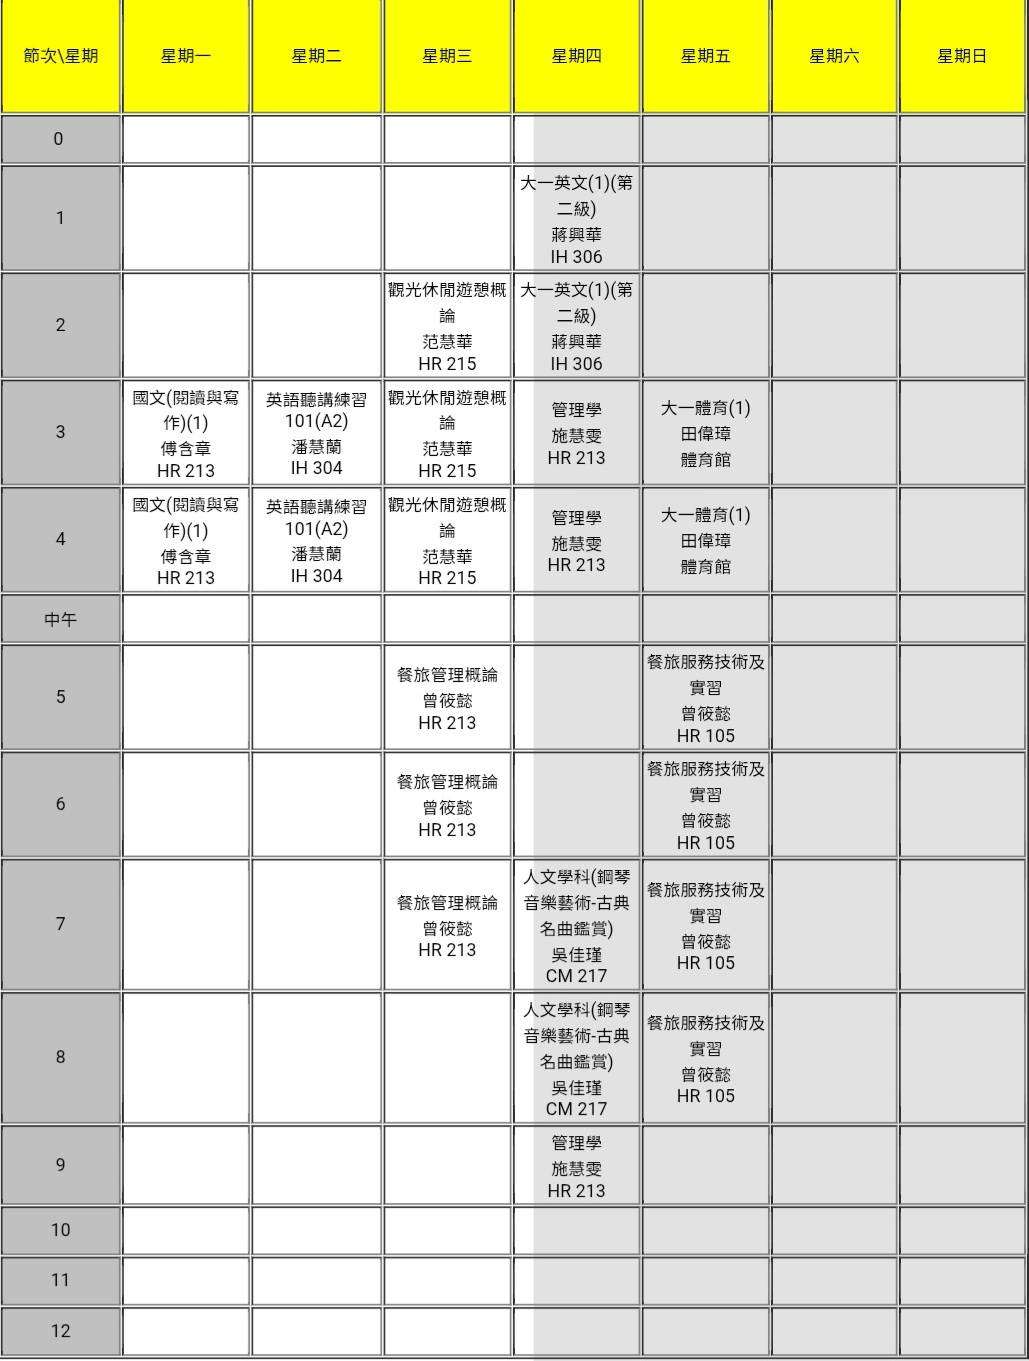 節次\星期 星期一 星期二 星期三 星期四 星期五 星期六 星期日
0
1
大一英文(1)(第
二級)
蔣興華
IH 306
2
觀光休閒遊憩概
論
范慧華
HR 215
大一英文(1)(第
二級)
蔣興華
IH 306
3
國文(閱讀與寫
作)(1)
傅含章
HR 213
英語聽講練習
101(A2)
潘慧蘭
IH 304
觀光休閒遊憩概
論
范慧華
HR 215
管理學
施慧雯
HR 213
大一體育(1)
田偉璋
體育館
4
國文(閱讀與寫
作)(1)
傅含章
HR 213
英語聽講練習
101(A2)
潘慧蘭
IH 304
觀光休閒遊憩概
論
范慧華
HR 215
管理學
施慧雯
HR 213
大一體育(1)
田偉璋
體育館
中午
5
餐旅管理概論
曾筱懿
HR 213
餐旅服務技術及
實習
曾筱懿
HR 105
6
餐旅管理概論
曾筱懿
HR 213
餐旅服務技術及
實習
曾筱懿
HR 105
7
餐旅管理概論
曾筱懿
HR 213
人文學科(鋼琴
音樂藝術-古典
名曲鑑賞)
吳佳瑾
CM 217
餐旅服務技術及
實習
曾筱懿
HR 105
8
人文學科(鋼琴
音樂藝術-古典
名曲鑑賞)
吳佳瑾
CM 217
餐旅服務技術及
實習
曾筱懿
HR 105
9
管理學
施慧雯
HR 213
10
11
12